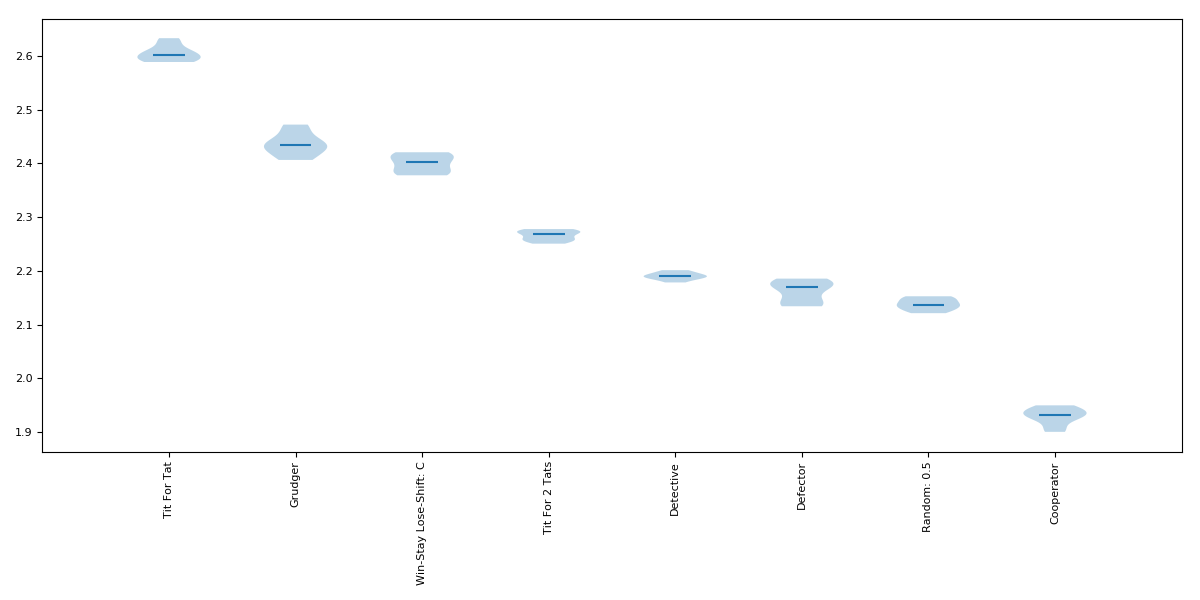 2.6
2.5
2.4
2.3
2.2
2.1
2.0
1.9
Tit For Tat
Grudger
Win-Stay Lose-Shift: C
Tit For 2 Tats
Detective
Defector
Random: 0.5
Cooperator